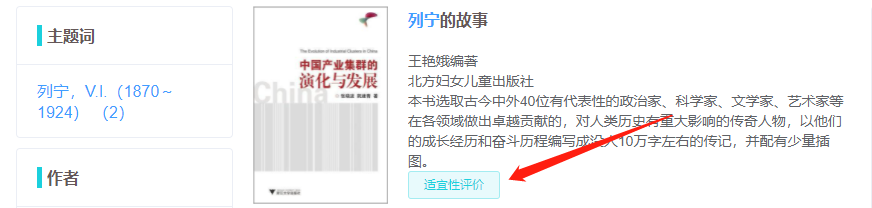 主题词
列宁，V.I.（1870～
1924）（2）
作者
The Evolution of Industrial Clusters in China
中国产业集群的
演化与发展
China
列宁的故事
王艳娥编著
北方妇女儿童出版社
本书选取古今中外40位有代表性的政治家、科学家、文学家、艺术家等
在各领域做出卓越贡献的，对人类历史有重大影响的传奇人物，以他们
的成长经历和奋斗历程编写成没人10万字左右的传记，并配有少量插
图。
适宜性评价